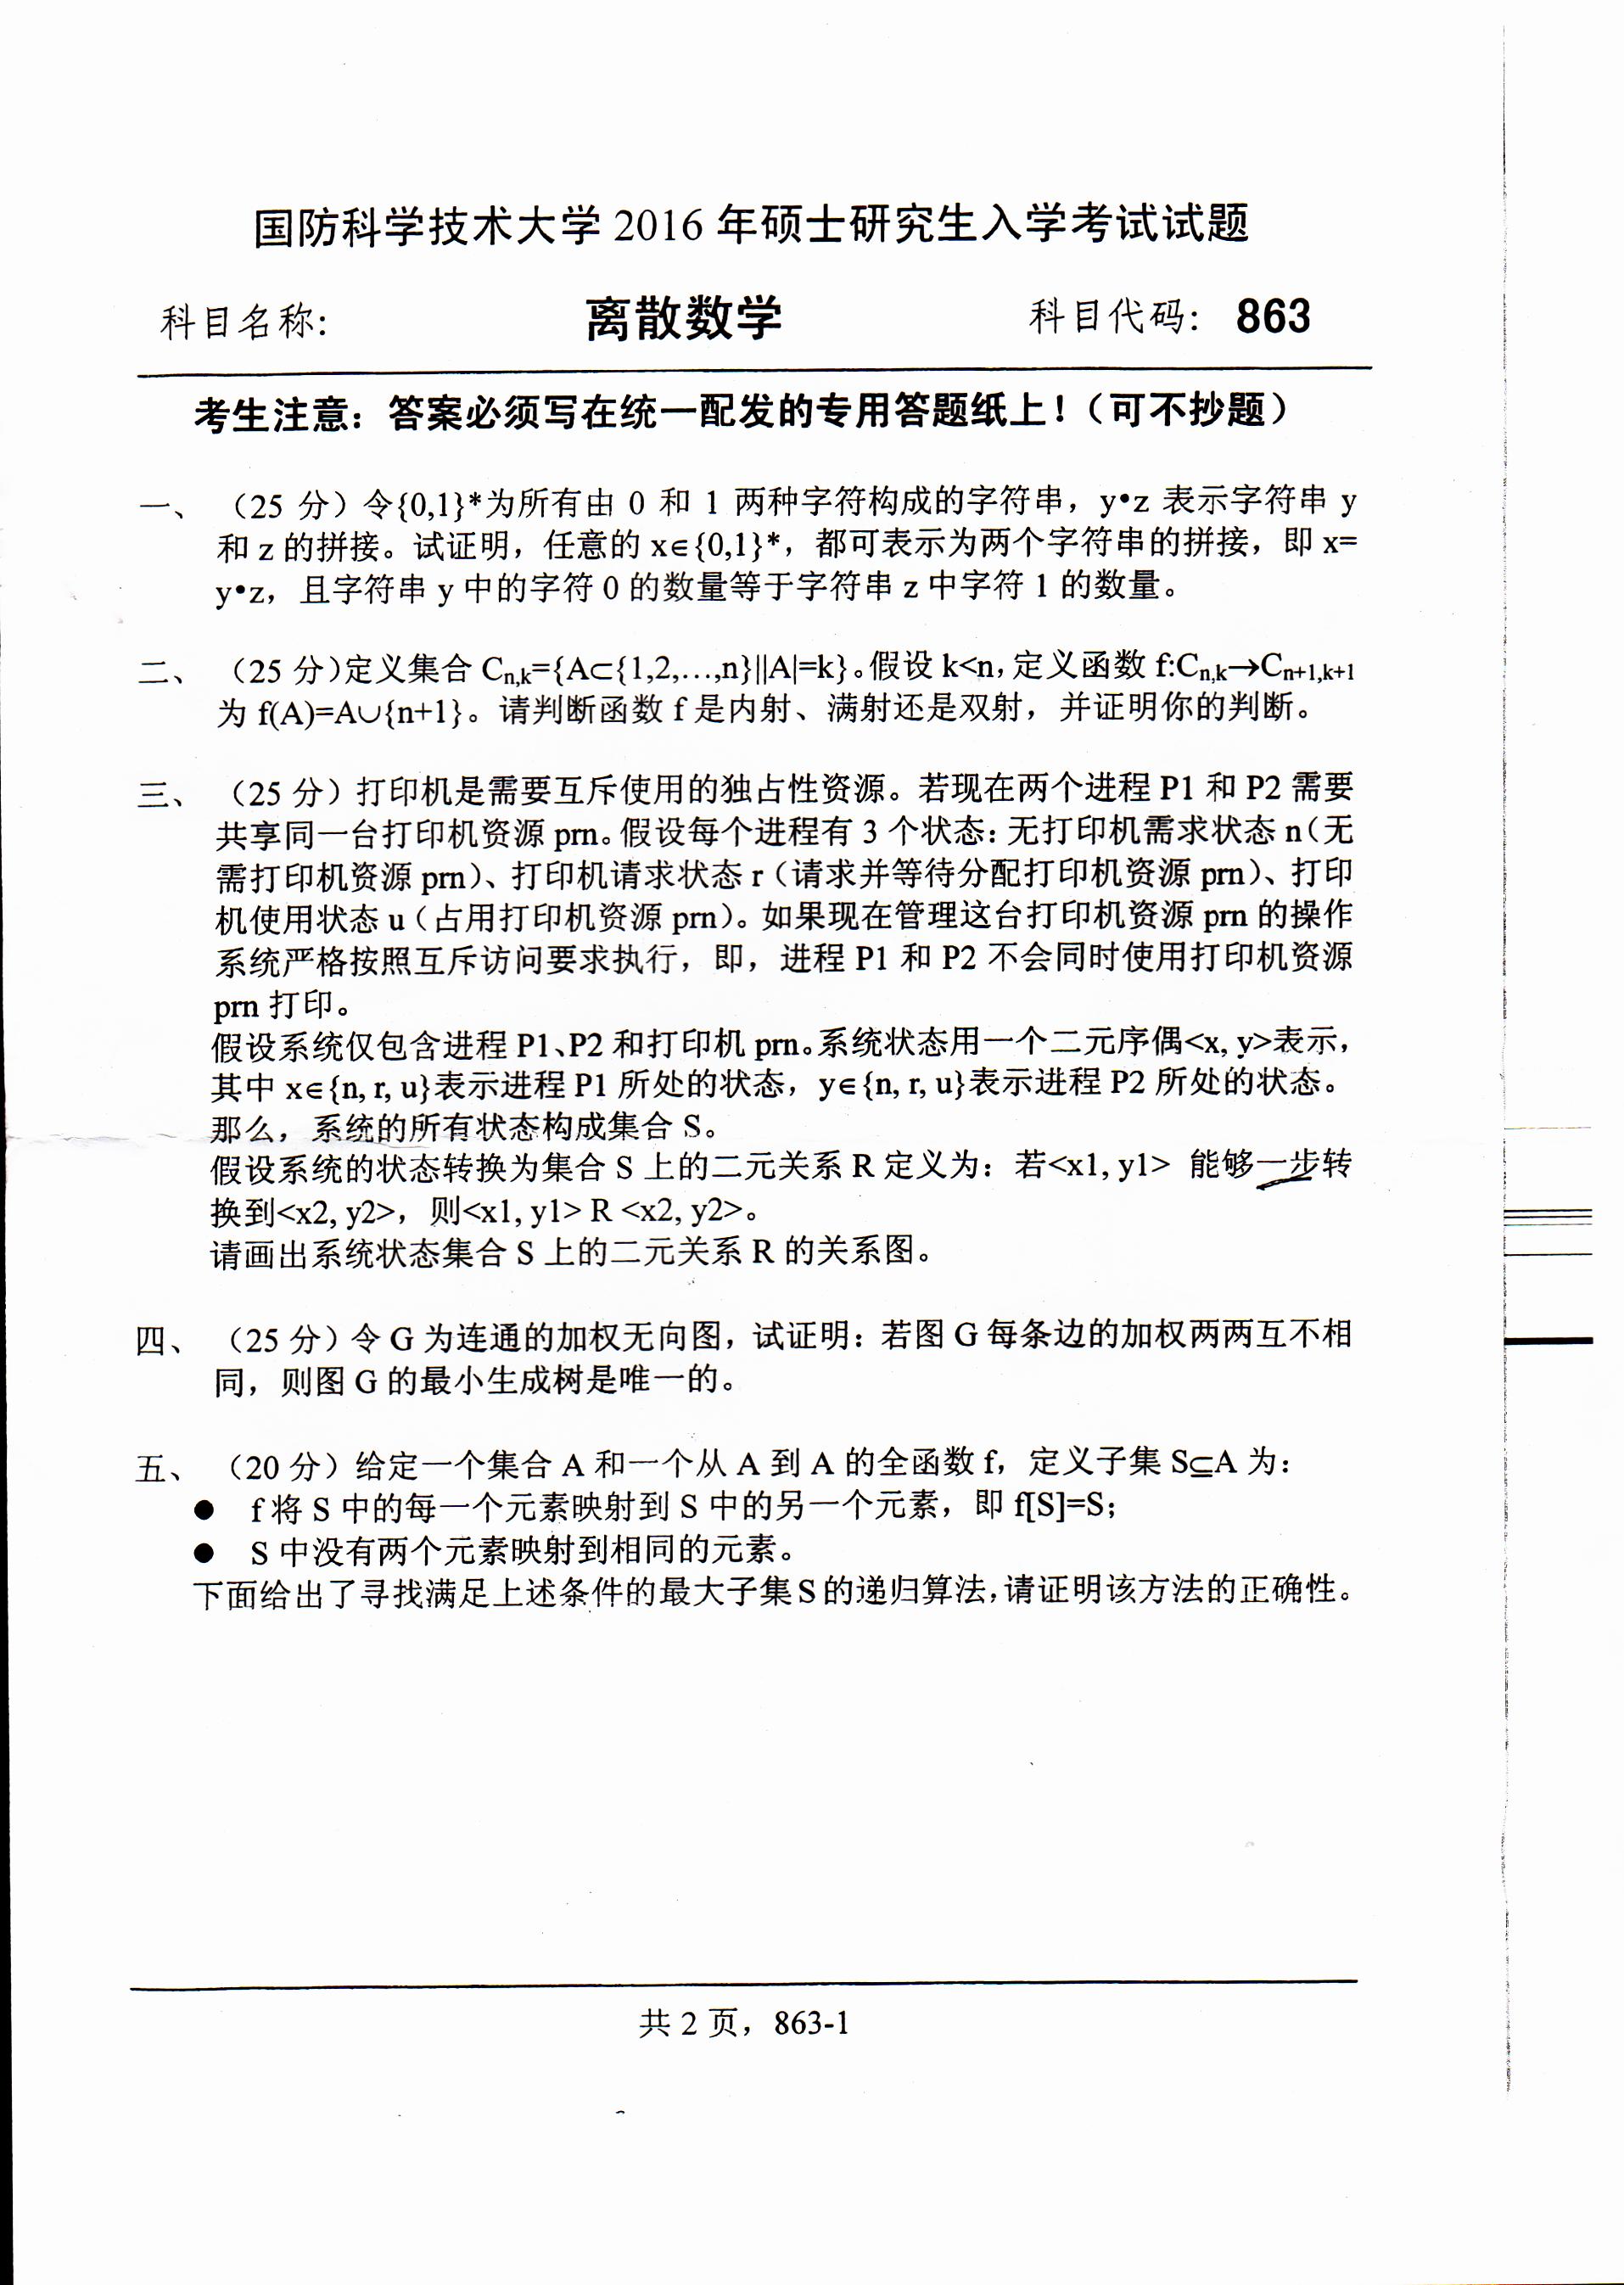 国防科学技术大学 2016 年硕士研究生入学考试试题
科目名称: 离散数学 科目代码: 863
考生注意：答案必须写在统一配发的专用答题纸上！（可不抄题）
一、 （25 分）令{0,1}*为所有由 0 和 1 两种字符构成的字符串，y•z 表示字符串 y
和 z 的拼接。试证明，任意的 x∈{0,1}*，都可表示为两个字符串的拼接，即 x=
y•z，且字符串 y 中的字符 0 的数量等于字符串 z 中字符 1 的数量。
二、 （25 分）定义集合 Cn,k={A⊂{1,2,…,n}||A|=k}。假设 k<n，定义函数 f:Cn,k→Cn+1,k+1
为 f(A)=A∪{n+1}。请判断函数 f 是内射、满射还是双射，并证明你的判断。
三、 （25 分）打印机是需要互斥使用的独占性资源。若现在两个进程 P1 和 P2 需要
共享同一台打印机资源 prn。假设每个进程有 3 个状态：无打印机需求状态 n（无
需打印机资源 prn）、打印机请求状态 r（请求并等待分配打印机资源 prn）、打印
机使用状态 u（占用打印机资源 prn）。如果现在管理这台打印机资源 prn 的操作
系统严格按照互斥访问要求执行，即，进程 P1 和 P2 不会同时使用打印机资源
prn 打印。
假设系统仅包含进程 P1、P2 和打印机 prn。系统状态用一个二元序偶<x, y>表示，
其中 x∈{n, r, u}表示进程 P1 所处的状态，y∈{n, r, u}表示进程 P2 所处的状态。
那么，系统的所有状态构成集合 S。
假设系统的状态转换为集合 S 上的二元关系 R 定义为：若<x1, y1> 能够一步转
换到<x2, y2>，则<x1, y1> R <x2, y2>。
请画出系统状态集合 S 上的二元关系 R 的关系图。
四、 （25 分）令 G 为连通的加权无向图，试证明：若图 G 每条边的加权两两互不相
同，则图 G 的最小生成树是唯一的。
五、 （20 分）给定一个集合 A 和一个从 A 到 A 的全函数 f，定义子集 S⊆A 为：
● f 将 S 中的每一个元素映射到 S 中的另一个元素，即 f[S]=S；
● S 中没有两个元素映射到相同的元素。
下面给出了寻找满足上述条件的最大子集 S 的递归算法，请证明该方法的正确性。
共 2 页，863-1